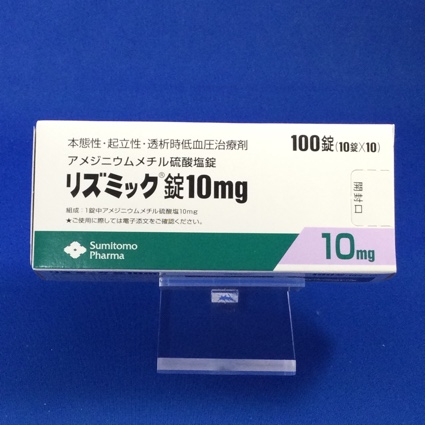 本態性・起立性・透析時低血圧治療剤
100錠(10錠×10)
アメジニウムメチル硫酸塩錠
リズミック®錠10mg
開封口
組成：1錠中アメジニウムメチル硫酸塩10mg
★ご使用に際しては電子添文をご確認ください。
Sumitomo
Pharma
10mg